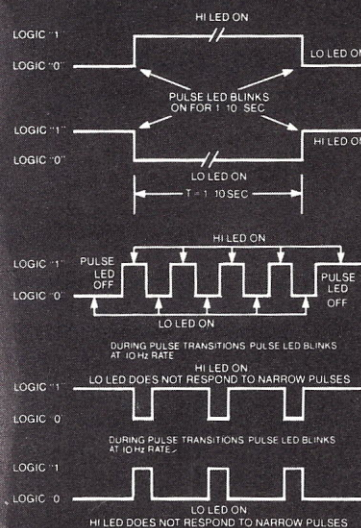 HI LED ON
LOGIC "1
LO LED ON
LOGIC "0"
PULSE LED BLINKS
ON FOR 1 10 SEC
LOGIC "1"
HI LED ON
LOGIC "0"
LO LED ON
T = 1 10 SEC
HI LED ON
LOGIC "1"
PULSE
LED
OFF
PULSE
LED
OFF
LOGIC "0"
LO LED ON
DURING PULSE TRANSITIONS PULSE LED BLINKS
AT 10 Hz RATE
HI LED ON
LOGIC "1"
LO LED DOES NOT RESPOND TO NARROW PULSES
LOGIC "0"
DURING PULSE TRANSITIONS PULSE LED BLINKS
AT 10 Hz RATE.
LOGIC "1
LOGIC "0
LO LED ON
HI LED DOES NOT RESPOND TO NARROW PULSES